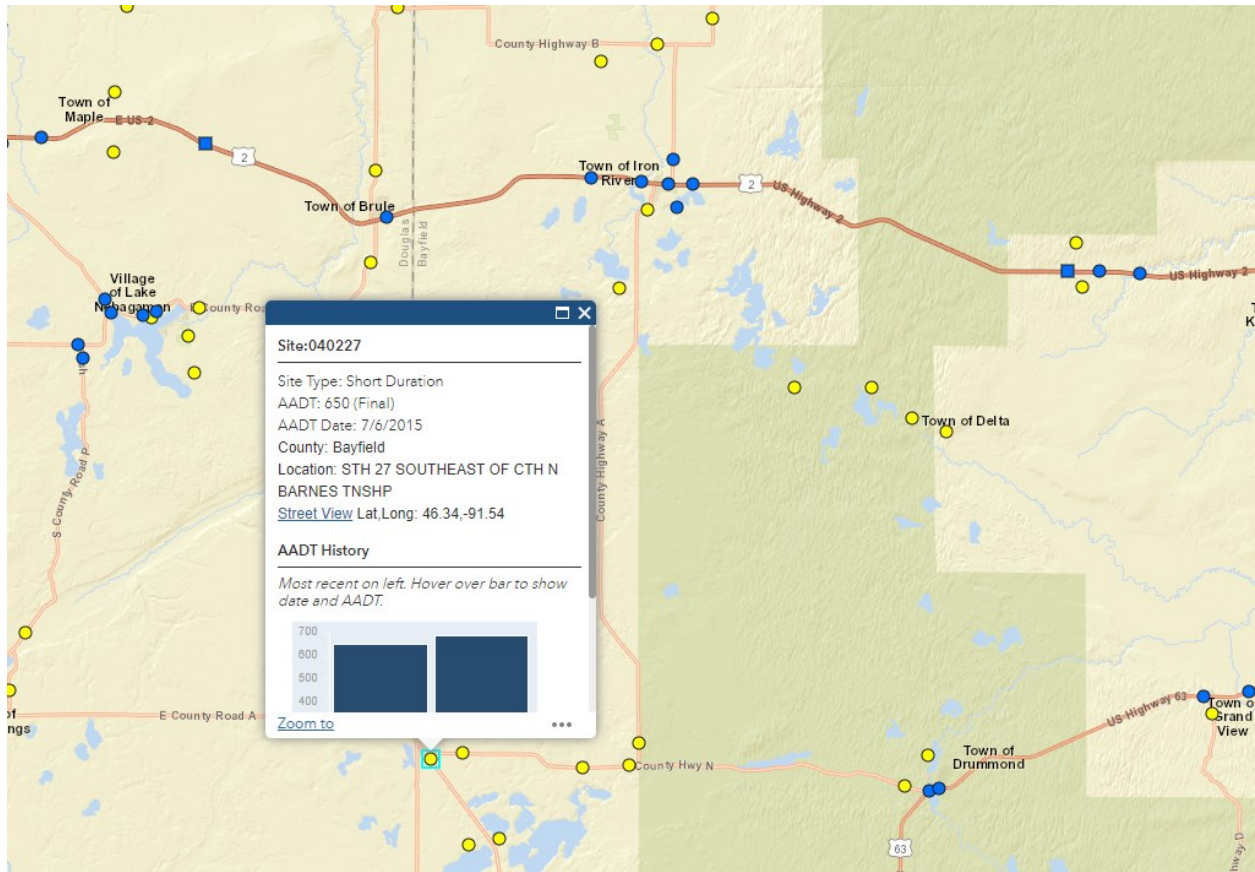 County Highway B
Town of
Maple
E US 2
2
Town of Iron
River
2
US Highway 2
Town of Brule
Douglas
Bayfield
US Highway 2
Village
of Lake
Nebagamon
E County Roa
T
K
Site:040227
Site Type: Short Duration
AADT: 650 (Final)
AADT Date: 7/6/2015
County: Bayfield
Location: STH 27 SOUTHEAST OF CTH N
BARNES TNSHP
Street View Lat,Long: 46.34,-91.54
AADT History
Most recent on left. Hover over bar to show
date and AADT.
700
600
500
400
Zoom to
County Highway A
Town of Delta
S County Road P
E County Road A
of
ngs
US Highway 63
Town o
Grand
View
Town of
Drummond
County Hwy N
63
hway D